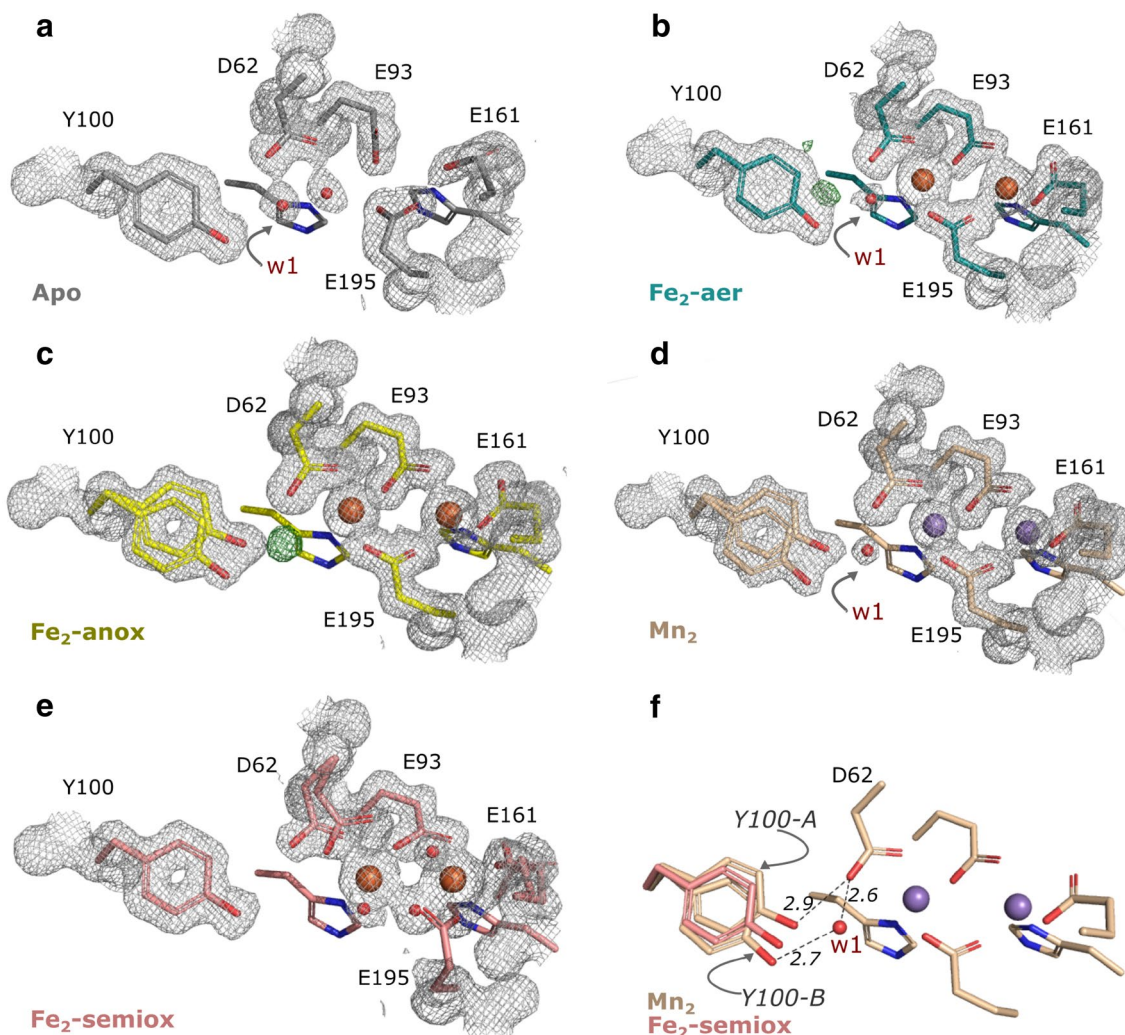 a
D62
E93
Y100
E161
w1
E195
Apo
b
D62
E93
Y100
E161
w1
E195
Fe₂-aer
c
D62
E93
Y100
E161
E195
Fe₂-anox
d
D62
E93
Y100
E161
w1
E195
Mn₂
e
D62
E93
Y100
E161
E195
Fe₂-semiox
f
D62
Y100-A
2.9
2.6
w1
2.7
Y100-B
Mn₂
Fe₂-semiox